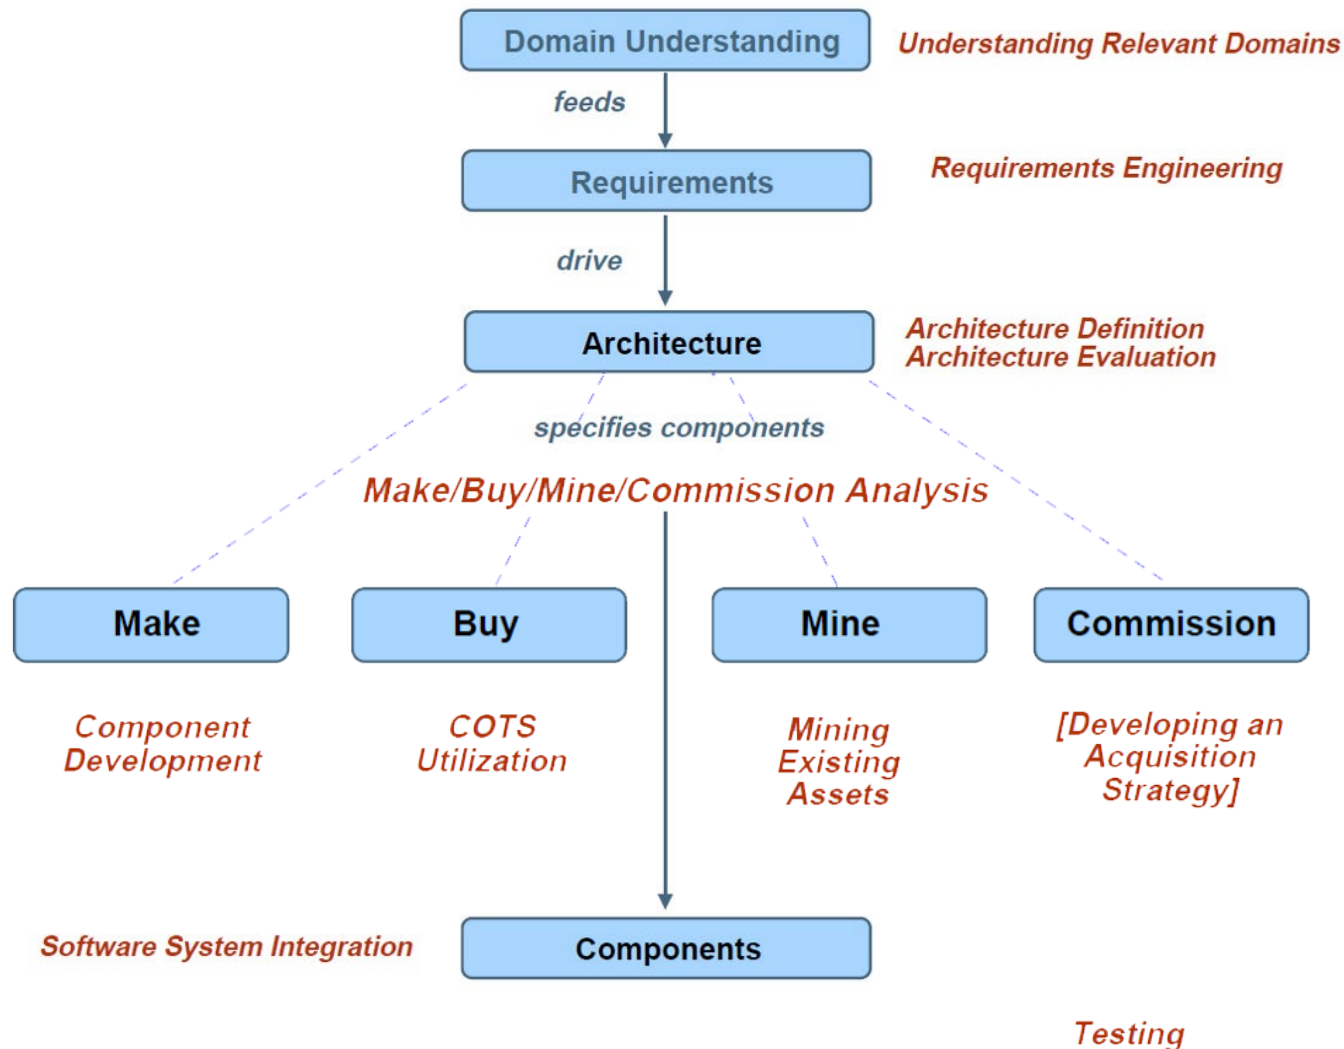 Domain Understanding
Understanding Relevant Domains
feeds
Requirements
Requirements Engineering
drive
Architecture
Architecture Definition
Architecture Evaluation
specifies components
Make/Buy/Mine/Commission Analysis
Make
Buy
Mine
Commission
Component
Development
COTS
Utilization
Mining
Existing
Assets
[Developing an
Acquisition
Strategy]
Software System Integration
Components
Testing